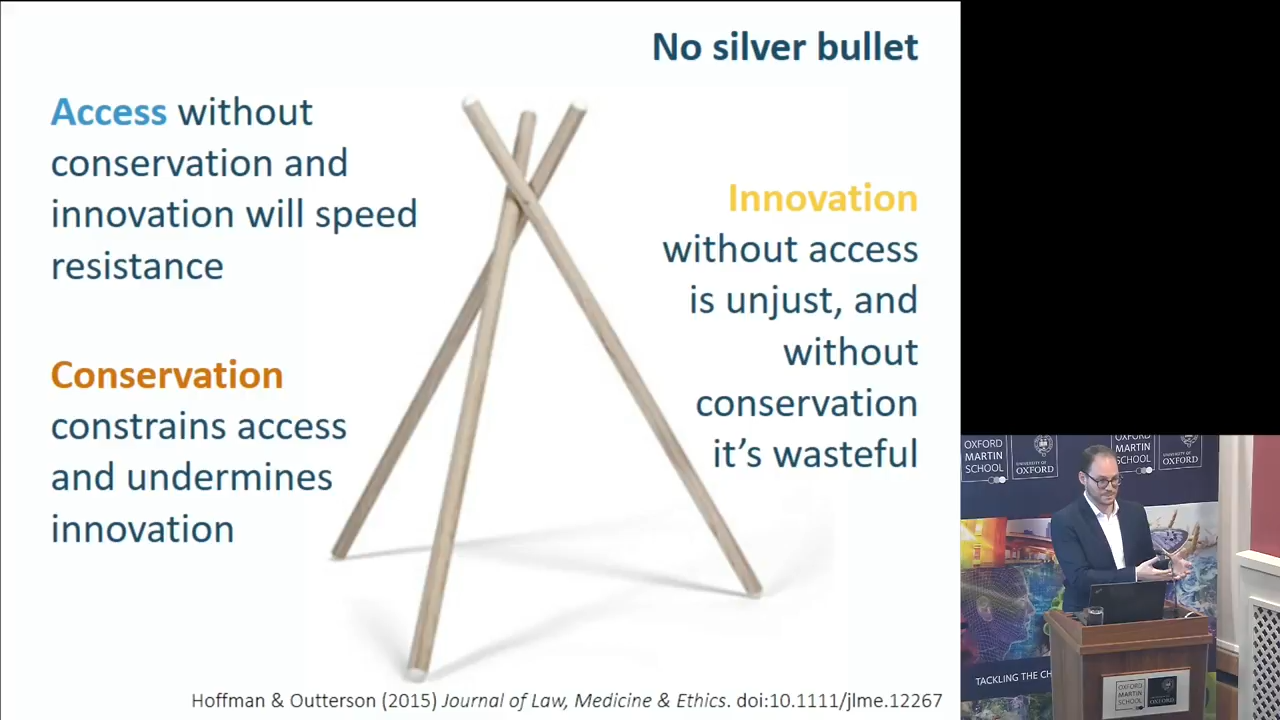 No silver bullet
Access without
conservation and
innovation will speed
resistance
Conservation
constrains access
and undermines
innovation
Innovation
without access
is unjust, and
without
conservation
it's wasteful
Hoffman & Outterson (2015) Journal of Law, Medicine & Ethics. doi:10.1111/jlme.12267
OXFORD
MARTIN
SCHOOL
UNIVERSITY OF
OXFORD
OXFORD
MARTIN
SCHOOL
OXFORD
TACKLING THE CH
OXFORD
MARTIN
SCHOOL
OXFORD